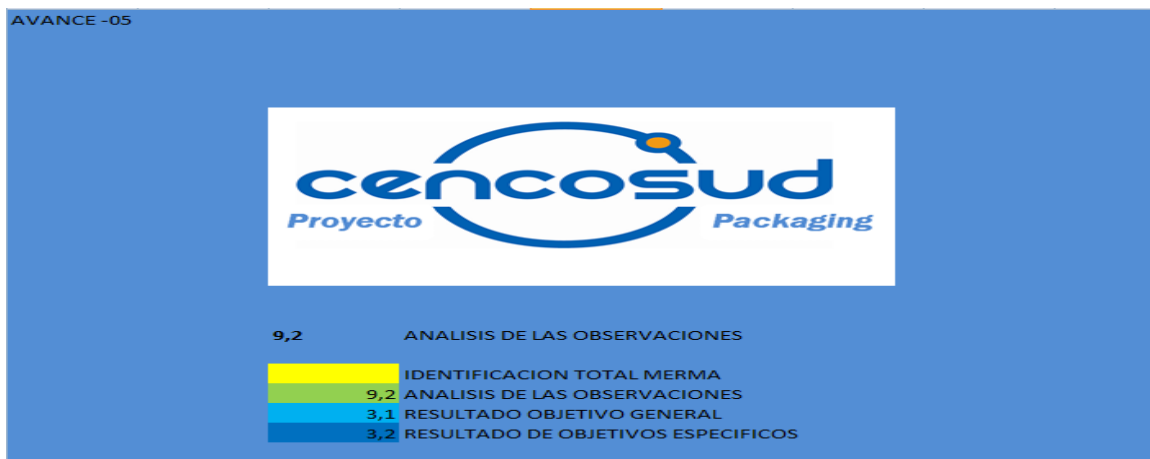 AVANCE -05
cencosud
Proyecto Packaging
9,2 ANALISIS DE LAS OBSERVACIONES
IDENTIFICACION TOTAL MERMA
9,2 ANALISIS DE LAS OBSERVACIONES
3,1 RESULTADO OBJETIVO GENERAL
3,2 RESULTADO DE OBJETIVOS ESPECIFICOS